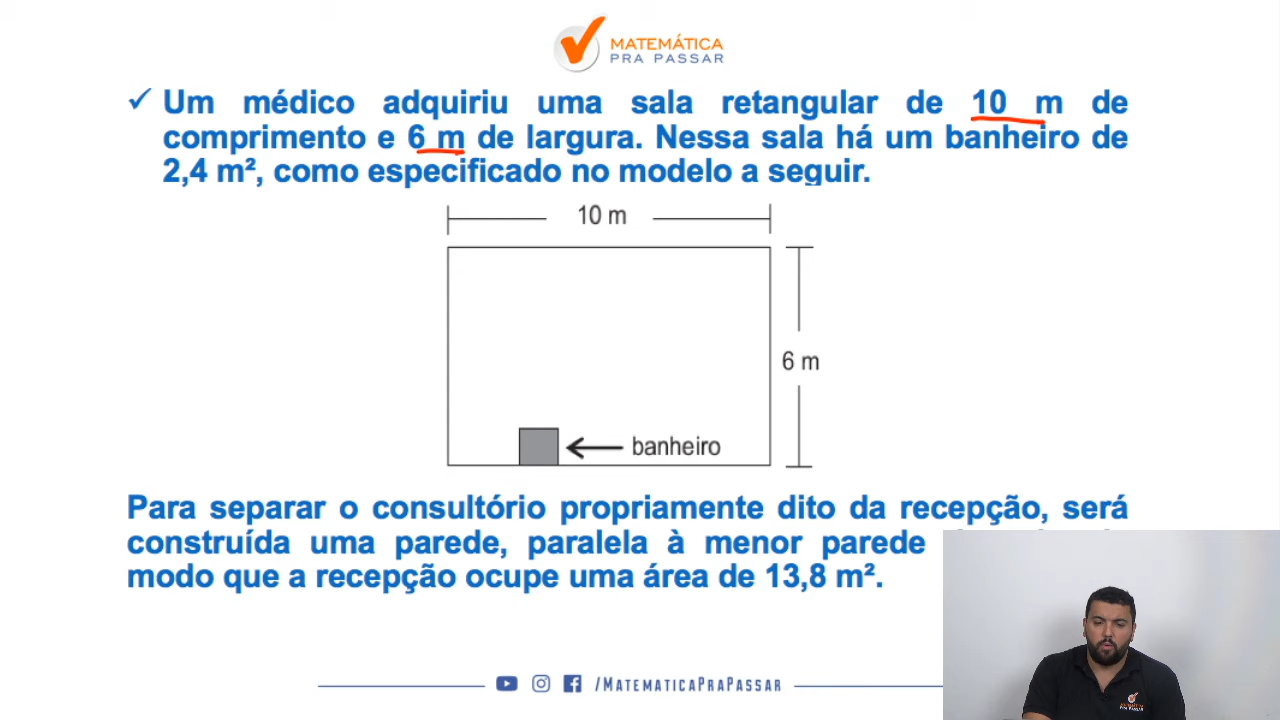 MATEMÁTICA
PRA PASSAR
✓ Um médico adquiriu uma sala retangular de 10 m de
comprimento e 6 m de largura. Nessa sala há um banheiro de
2,4 m², como especificado no modelo a seguir.
10 m
6 m
banheiro
Para separar o consultório propriamente dito da recepção, será
construída uma parede, paralela à menor parede
modo que a recepção ocupe uma área de 13,8 m².
/MATEMATICAPRAPASSAR